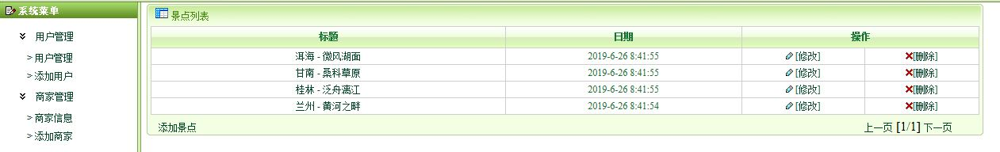 系统菜单
用户管理
> 用户管理
> 添加用户
商家管理
> 商家信息
> 添加商家
景点列表
标题 日期 操作
洱海 - 微风湖面 2019-6-26 8:41:55 [修改] [删除]
甘南 - 桑科草原 2019-6-26 8:41:55 [修改] [删除]
桂林 - 泛舟漓江 2019-6-26 8:41:55 [修改] [删除]
兰州 - 黄河之畔 2019-6-26 8:41:54 [修改] [删除]
添加景点 上一页 [1/1] 下一页